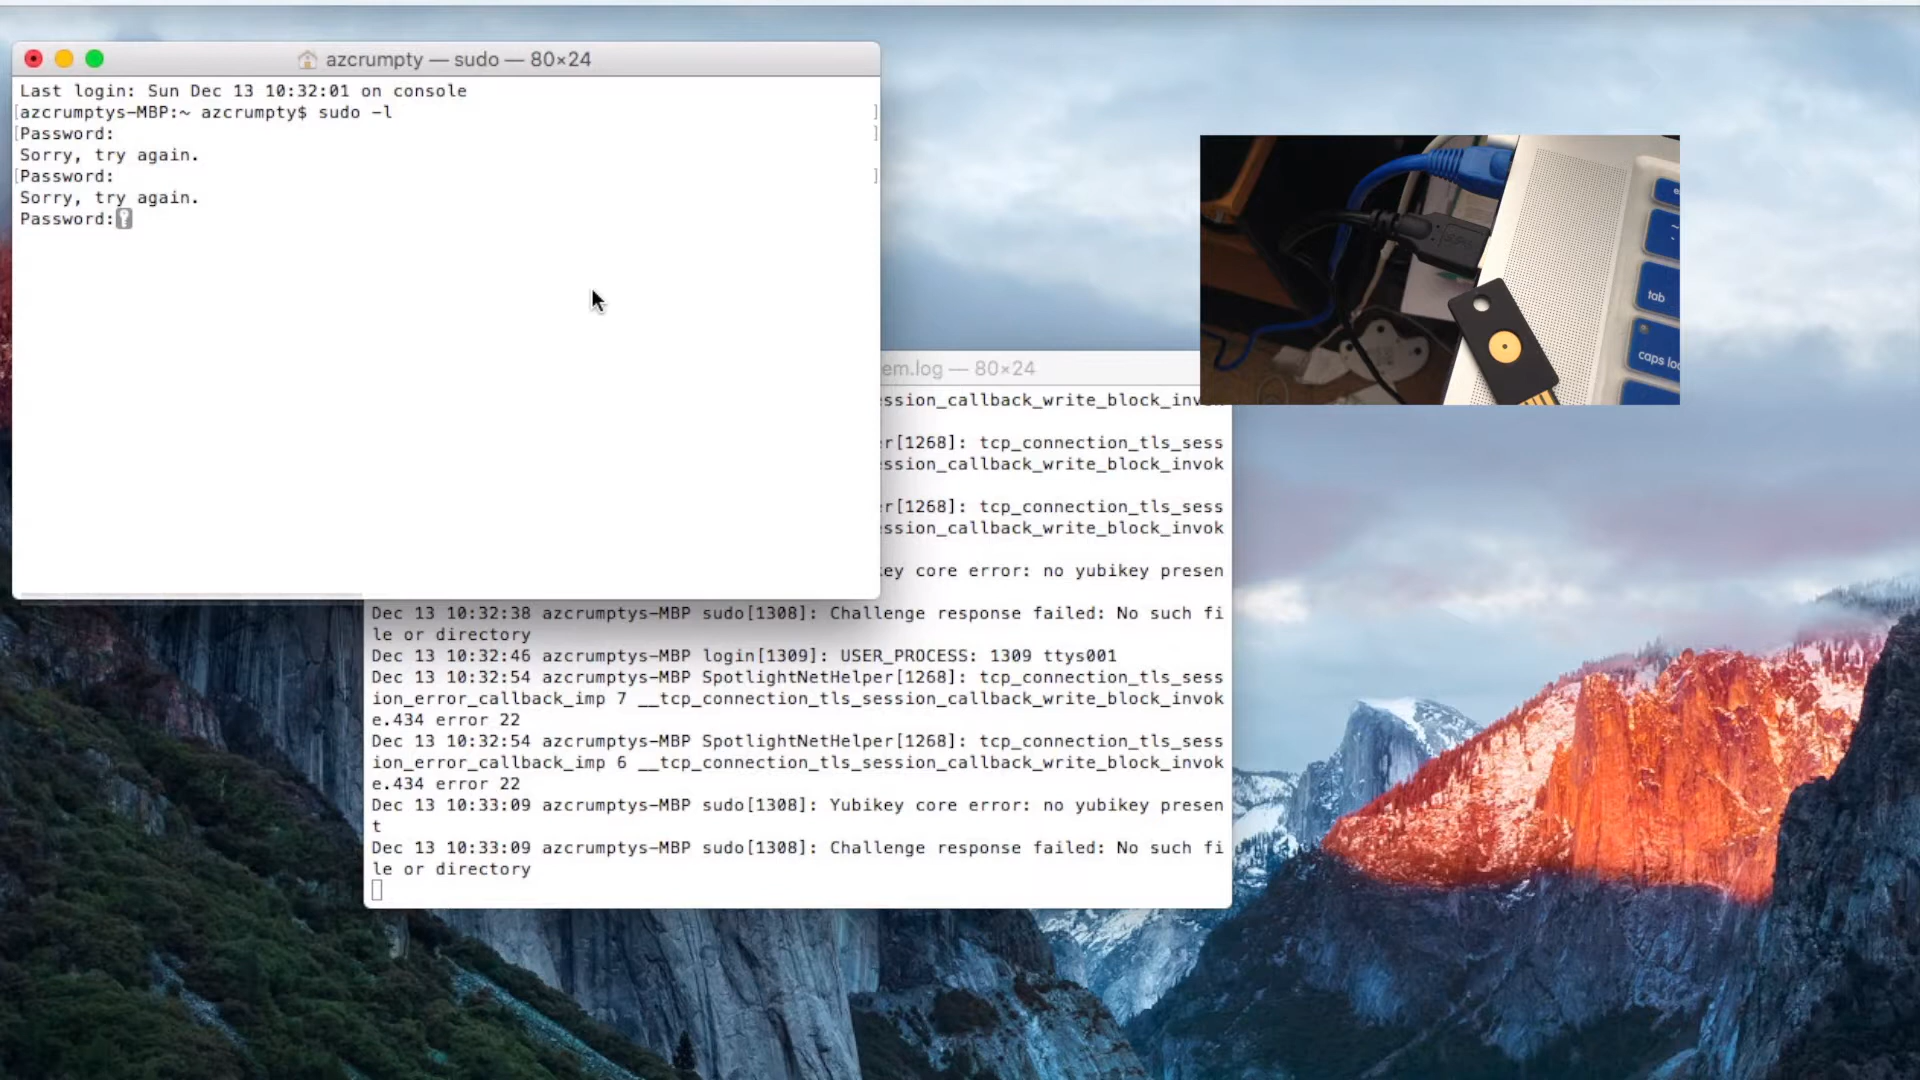 azcrumpty — sudo — 80×24
Last login: Sun Dec 13 10:32:01 on console
[azcrumptys-MBP:~ azcrumpty$ sudo -l ]
[Password: ]
Sorry, try again.
[Password: ]
Sorry, try again.
Password:
em.log — 80×24
ssion_callback_write_block_invok
r[1268]: tcp_connection_tls_sess
ssion_callback_write_block_invok
r[1268]: tcp_connection_tls_sess
ssion_callback_write_block_invok
ey core error: no yubikey presen
Dec 13 10:32:38 azcrumptys-MBP sudo[1308]: Challenge response failed: No such fi
le or directory
Dec 13 10:32:46 azcrumptys-MBP login[1309]: USER_PROCESS: 1309 ttys001
Dec 13 10:32:54 azcrumptys-MBP SpotlightNetHelper[1268]: tcp_connection_tls_sess
ion_error_callback_imp 7 __tcp_connection_tls_session_callback_write_block_invok
e.434 error 22
Dec 13 10:32:54 azcrumptys-MBP SpotlightNetHelper[1268]: tcp_connection_tls_sess
ion_error_callback_imp 6 __tcp_connection_tls_session_callback_write_block_invok
e.434 error 22
Dec 13 10:33:09 azcrumptys-MBP sudo[1308]: Yubikey core error: no yubikey presen
t
Dec 13 10:33:09 azcrumptys-MBP sudo[1308]: Challenge response failed: No such fi
le or directory
tab
caps loc